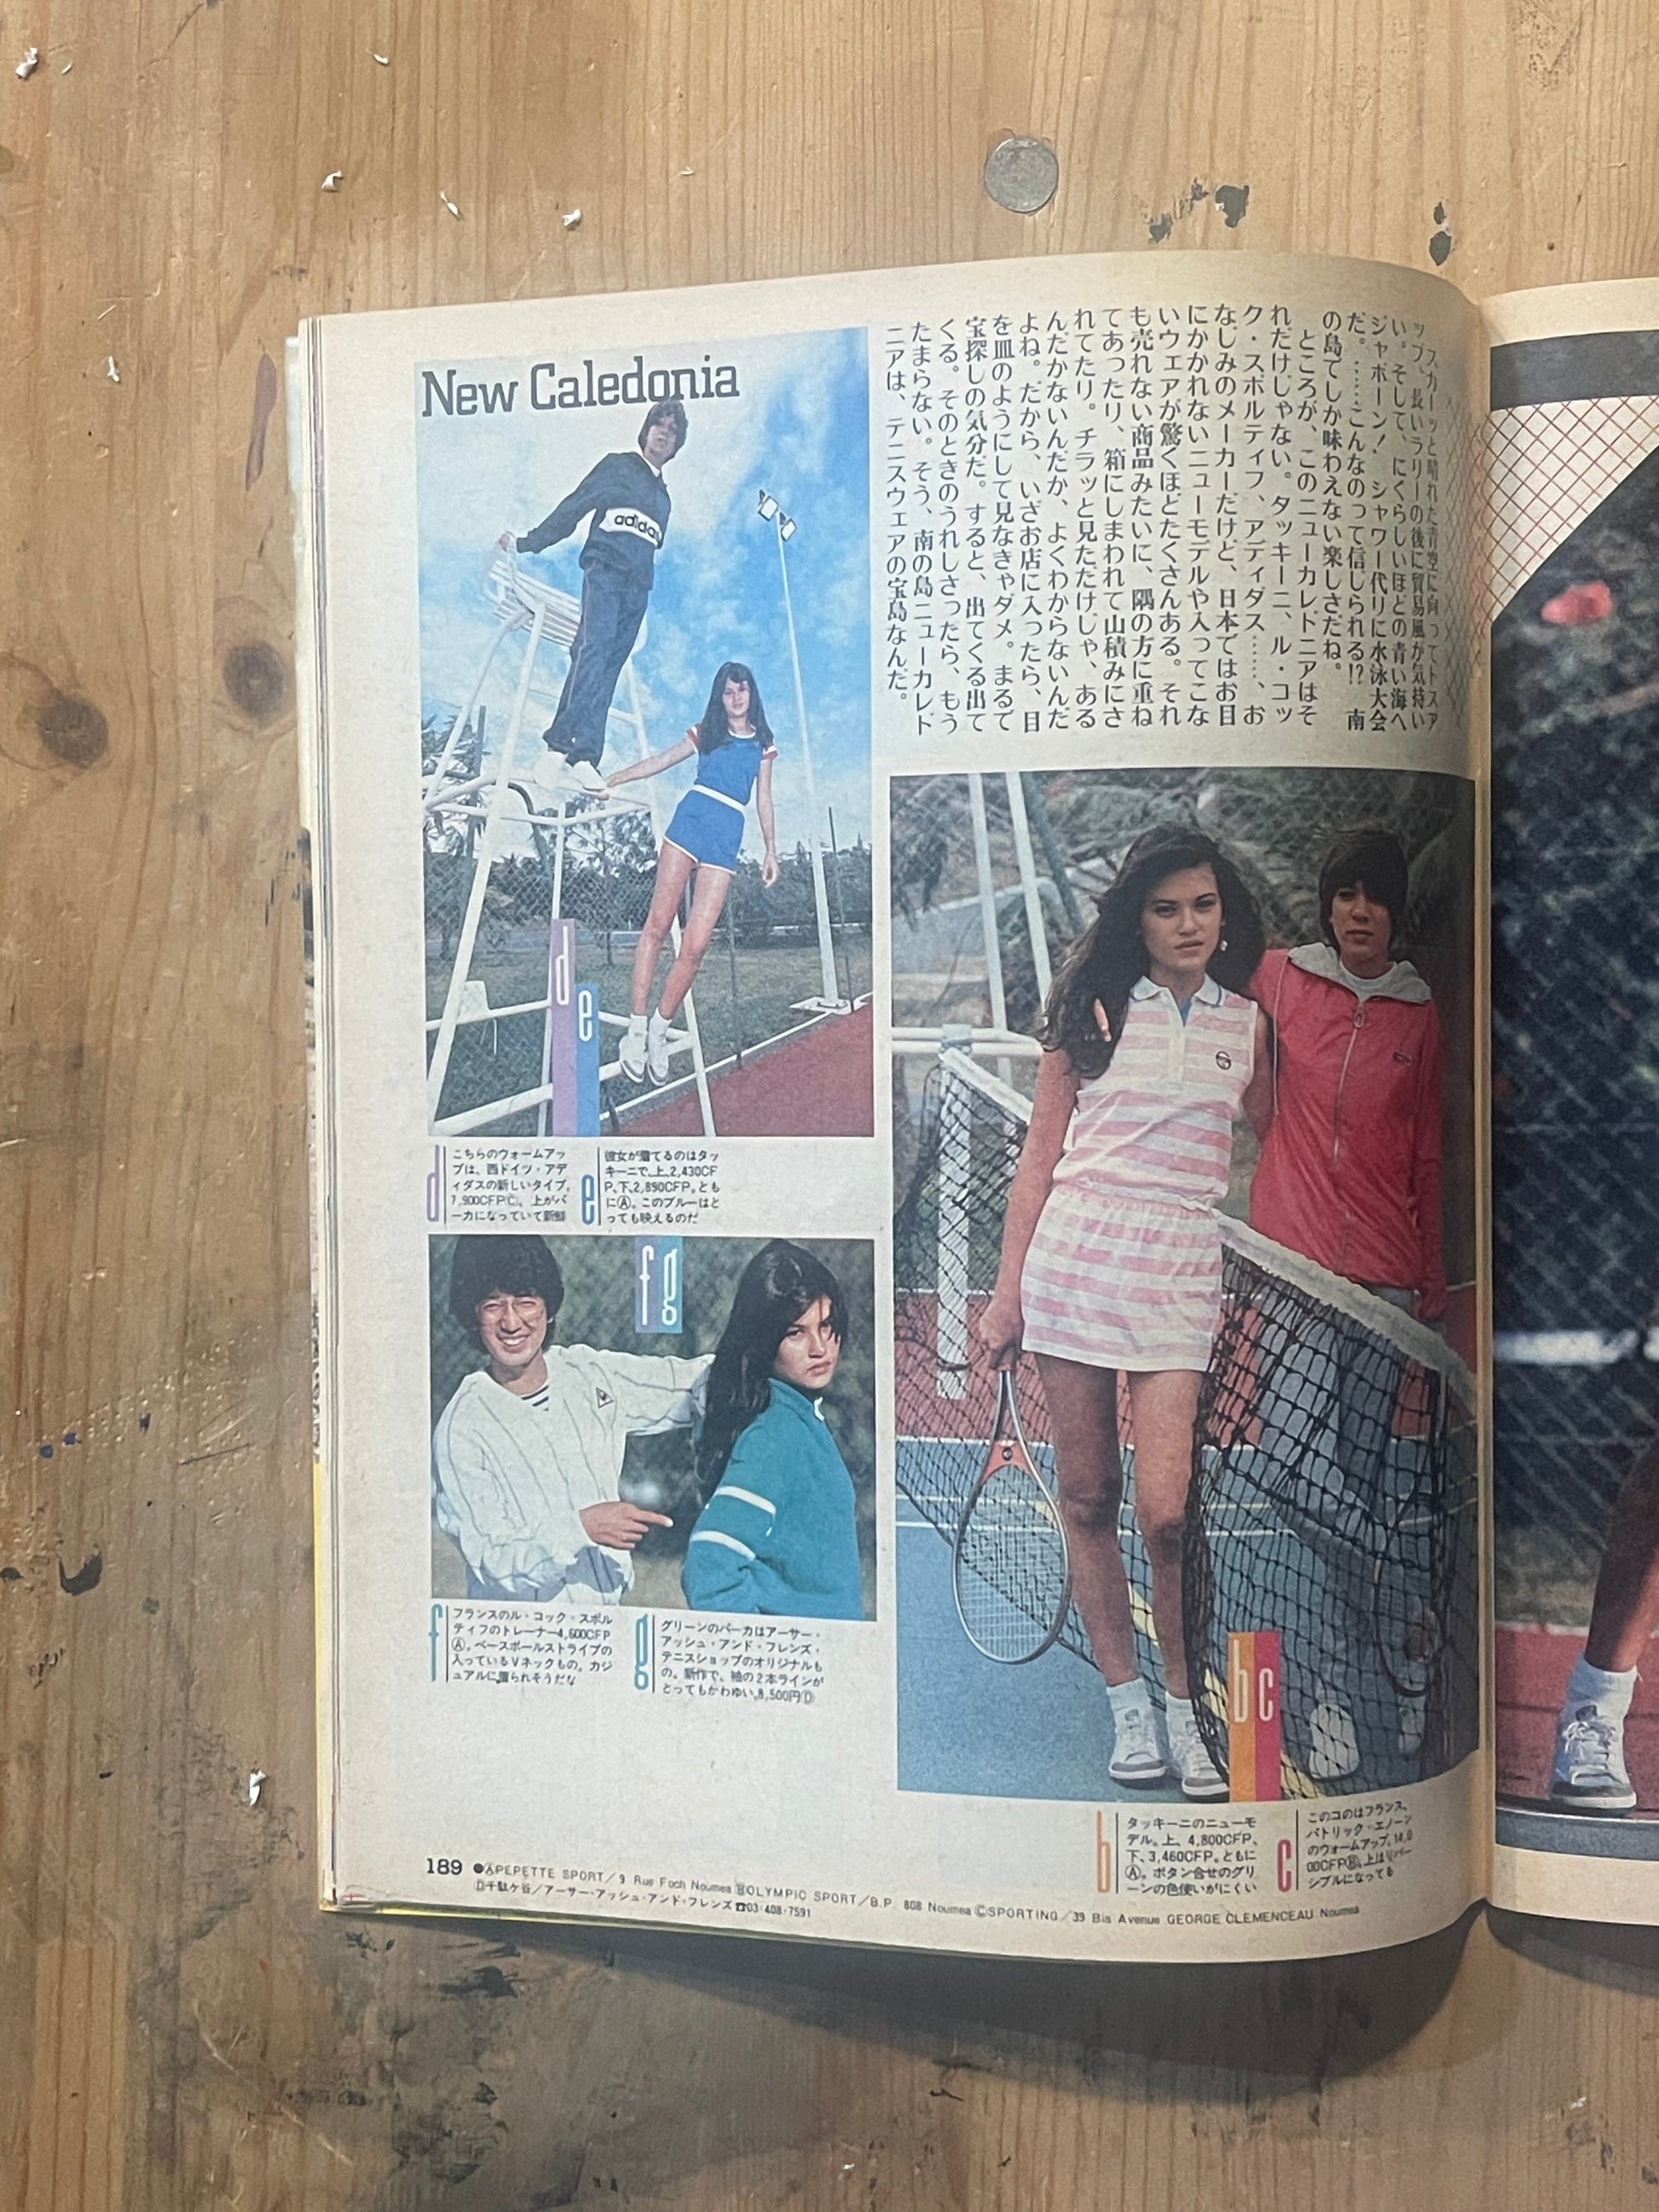 New Caledonia
スカーッと晴れた青空に向ってトスア
ップ、長いラリーの後に貿易風が気持い
い。そして、にくらしいほどの青い海へ
ジャボーン！　シャワー代りに水泳大会
だ。……こんなのって信じられる!?　南
の島でしか味わえない楽しさだね。
ところが、このニューカレドニアはそ
れだけじゃない。タッキーニ、ル・コッ
ク・スポルティフ、アディダス……、お
なじみのメーカーだけど、日本ではお目
にかかれないニューモデルや入ってこな
いウェアが驚くほどたくさんある。それ
も売れない商品みたいに、隅の方に重ね
てあったり、箱にしまわれて山積みにさ
れてたり。チラッと見ただけじゃ、ある
んだかないんだか、よくわからないんだ
よね。だから、いざお店に入ったら、目
を皿のようにして見なきゃダメ。まるで
宝探しの気分だ。すると、出てくる出て
くる。そのときのうれしさったら、もう
たまらない。そう、南の島ニューカレド
ニアは、テニスウェアの宝島なんだ。
adidas
d
e
d
こちらのウォームアッ
プは、西ドイツ・アデ
ィダスの新しいタイプ。
7,900CFPⒸ。上がパ
ーカになっていて新鮮
e
彼女が着てるのはタッ
キーニで、上、2,430CF
P、下、2,890CFP。とも
にⒶ。このブルーはと
っても映えるのだ
f g
f
フランスのル・コック・スポル
ティフのトレーナー4,600CFP
Ⓐ。ベースボールストライプの
入っているVネックもの。カジ
ュアルに着られそうだな
g
グリーンのパーカはアーサー・
アッシュ・アンド・フレンズ・
テニスショップのオリジナルも
の。新作で、袖の2本ラインが
とってもかわゆい。8,500円Ⓓ
b c
b
タッキーニのニューモ
デル。上、4,800CFP、
下、3,460CFP。ともに
Ⓐ。ボタン合せのグリ
ーンの色使いがにくい
c
このコのはフランス、
パトリック・エノーン
のウォームアップ。14,0
00CFPⒷ。上はリバー
シブルになってる
189 ●ⒶPEPETTE SPORT/9 Rue Foch Noumea ⒷOLYMPIC SPORT/B.P. 808 Noumea ⒸSPORTING/39 Bis Avenue GEORGE CLEMENCEAU Noumea
Ⓓ千駄ケ谷/アーサー・アッシュ・アンド・フレンズ☎03・408・7591